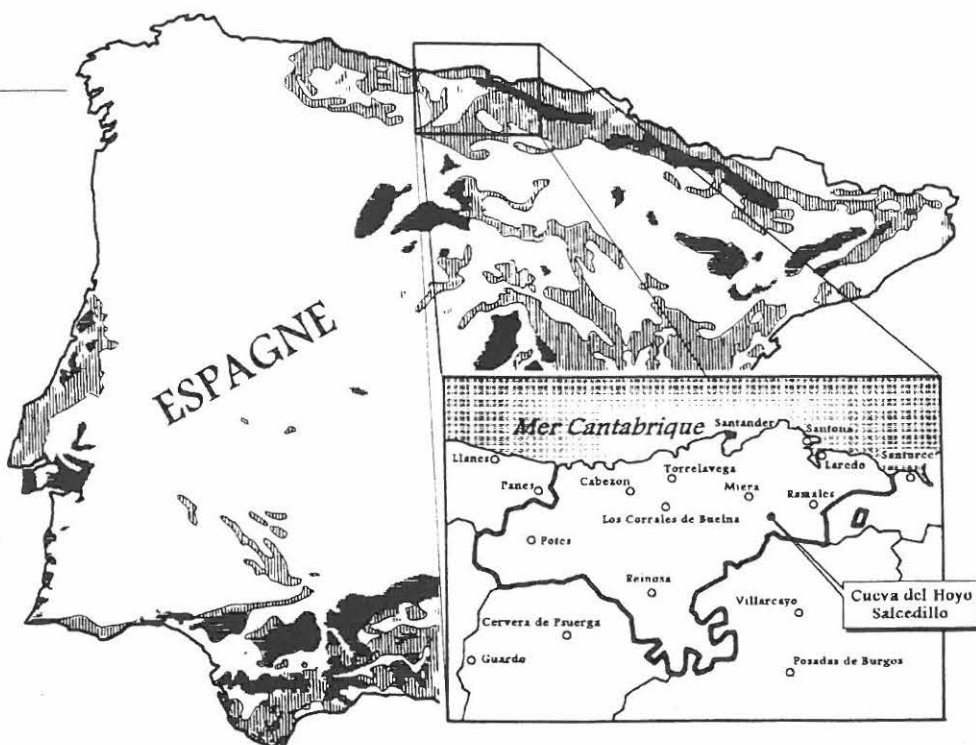 ESPAGNE
Mer Cantabrique
Santander
Santona
Llanes
Laredo
Santurce
Torrelavega
Panes
Cabezon
Miera
Ramales
Los Corrales de Buelna
Potes
Reinosa
Cueva del Hoyo
Salcedillo
Villarcayo
Cervera de Psuerga
Guardo
Posadas de Burgos